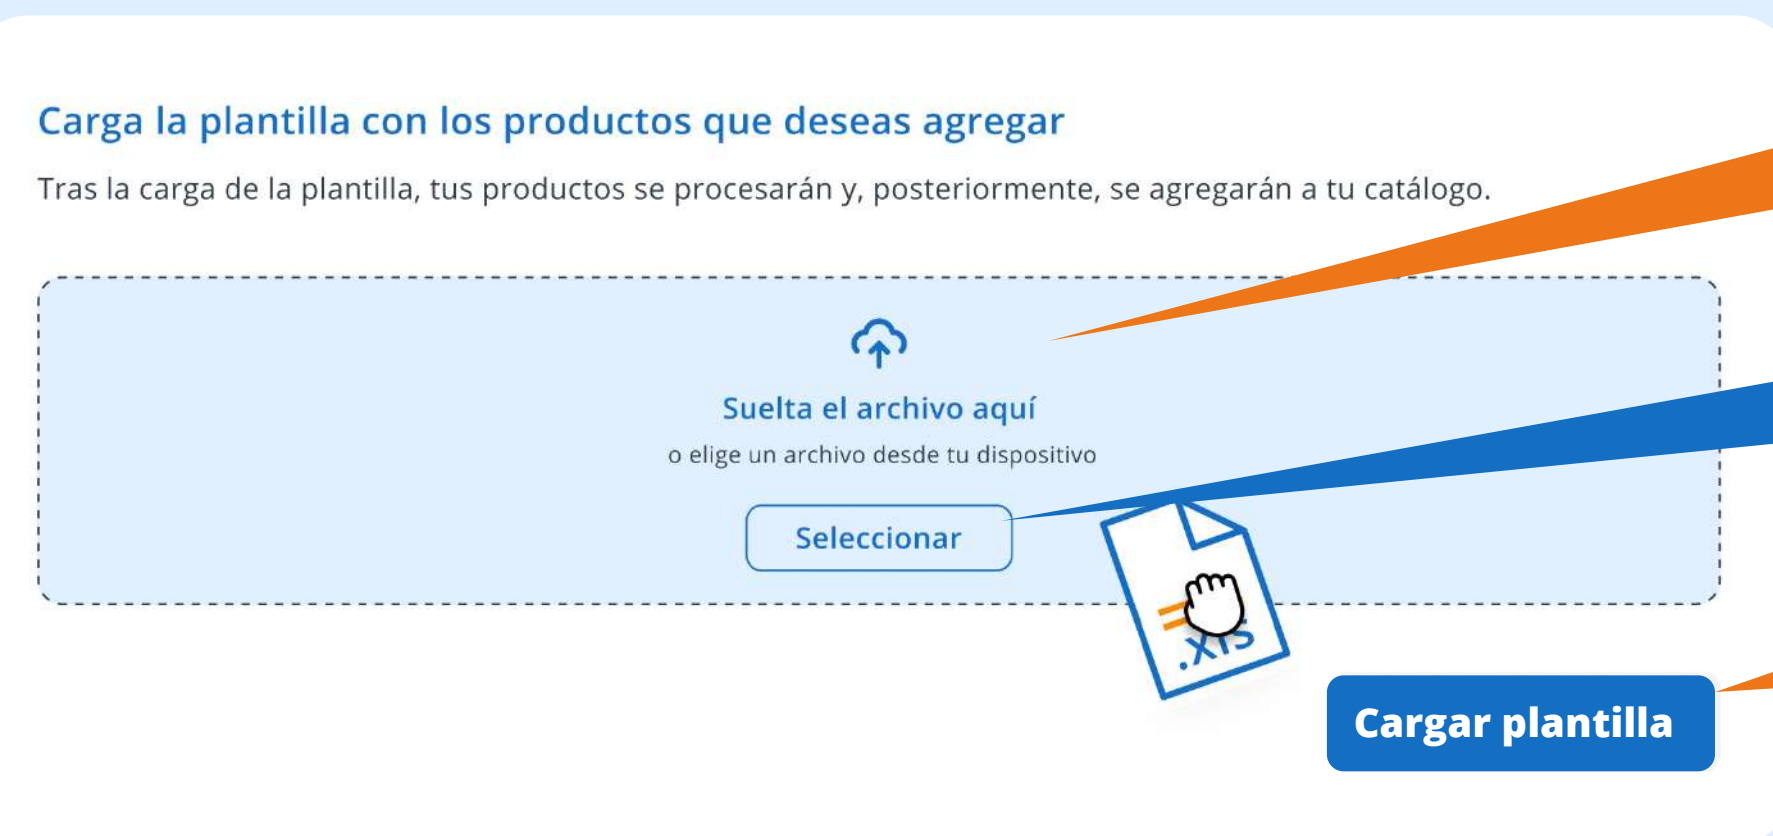 Carga la plantilla con los productos que deseas agregar
Tras la carga de la plantilla, tus productos se procesarán y, posteriormente, se agregarán a tu catálogo.
Suelta el archivo aquí
o elige un archivo desde tu dispositivo
Seleccionar
.xls
Cargar plantilla